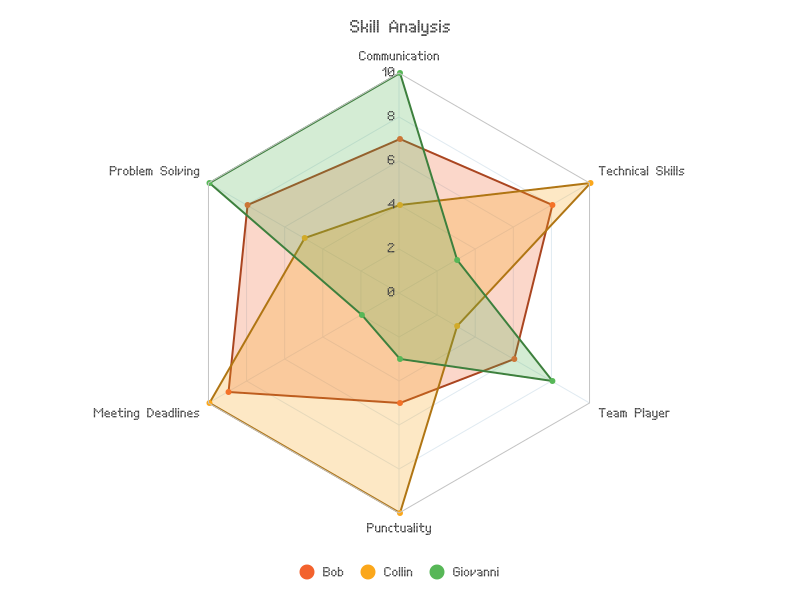 Skill Analysis
Communication
10
8
6
4
2
0
Problem Solving
Technical Skills
Meeting Deadlines
Team Player
Punctuality
Bob
Collin
Giovanni